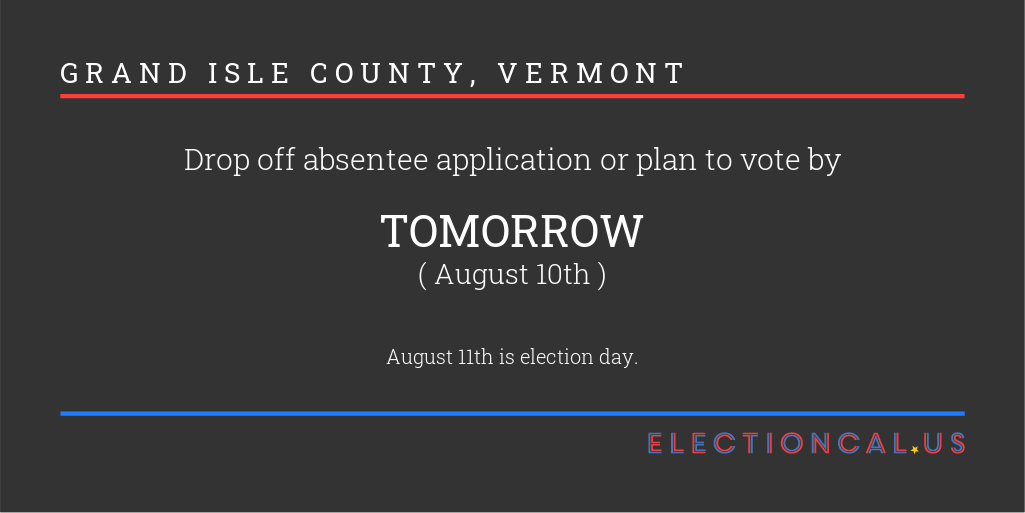 GRAND ISLE COUNTY, VERMONT
Drop off absentee application or plan to vote by
TOMORROW
( August 10th )
August 11th is election day.
ELECTIONCAL.US